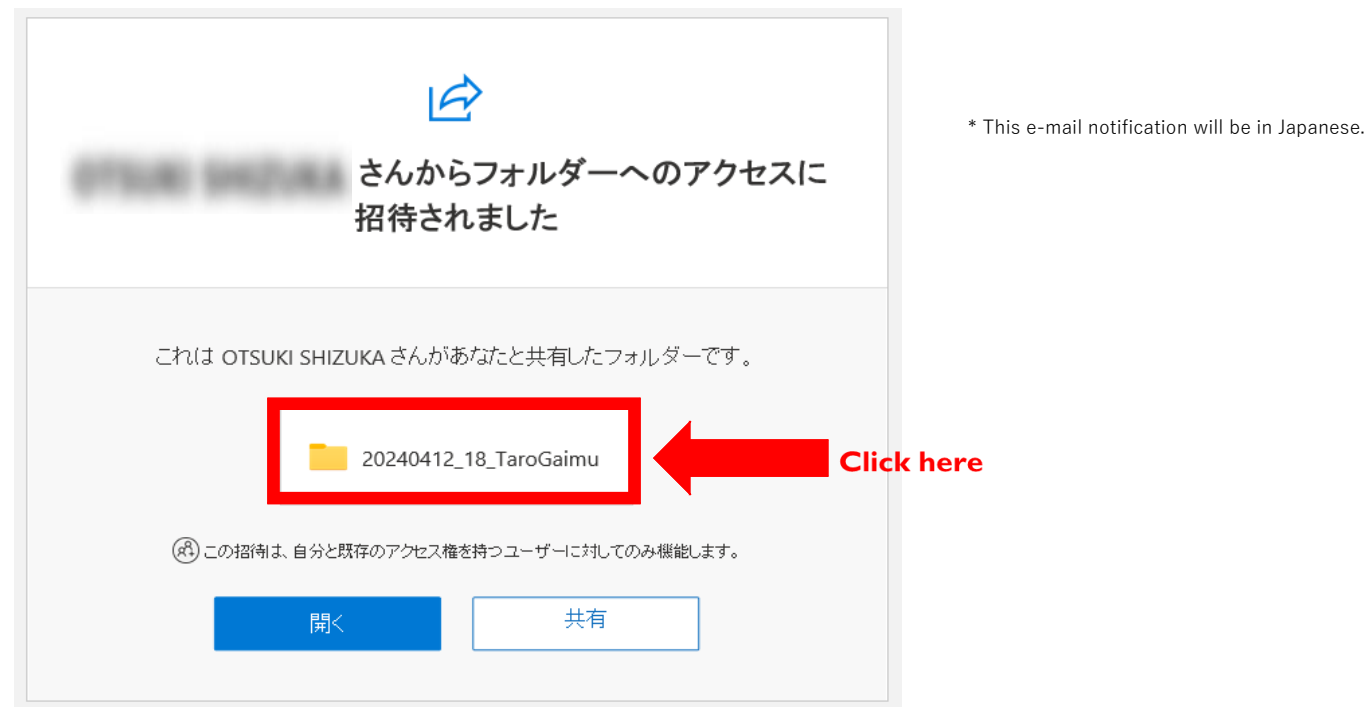 * This e-mail notification will be in Japanese.
OTSUKI SHIZUKA さんからフォルダーへのアクセスに
招待されました
これは OTSUKI SHIZUKA さんがあなたと共有したフォルダーです。
20240412_18_TaroGaimu
Click here
この招待は、自分と既存のアクセス権を持つユーザーに対してのみ機能します。
開く
共有